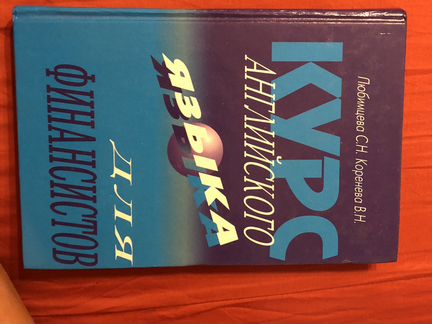 Любимцева С.Н. Коренева В.Н.
КУРС
АНГЛИЙСКОГО
ЯЗЫКА
ДЛЯ
ФИНАНСИСТОВ